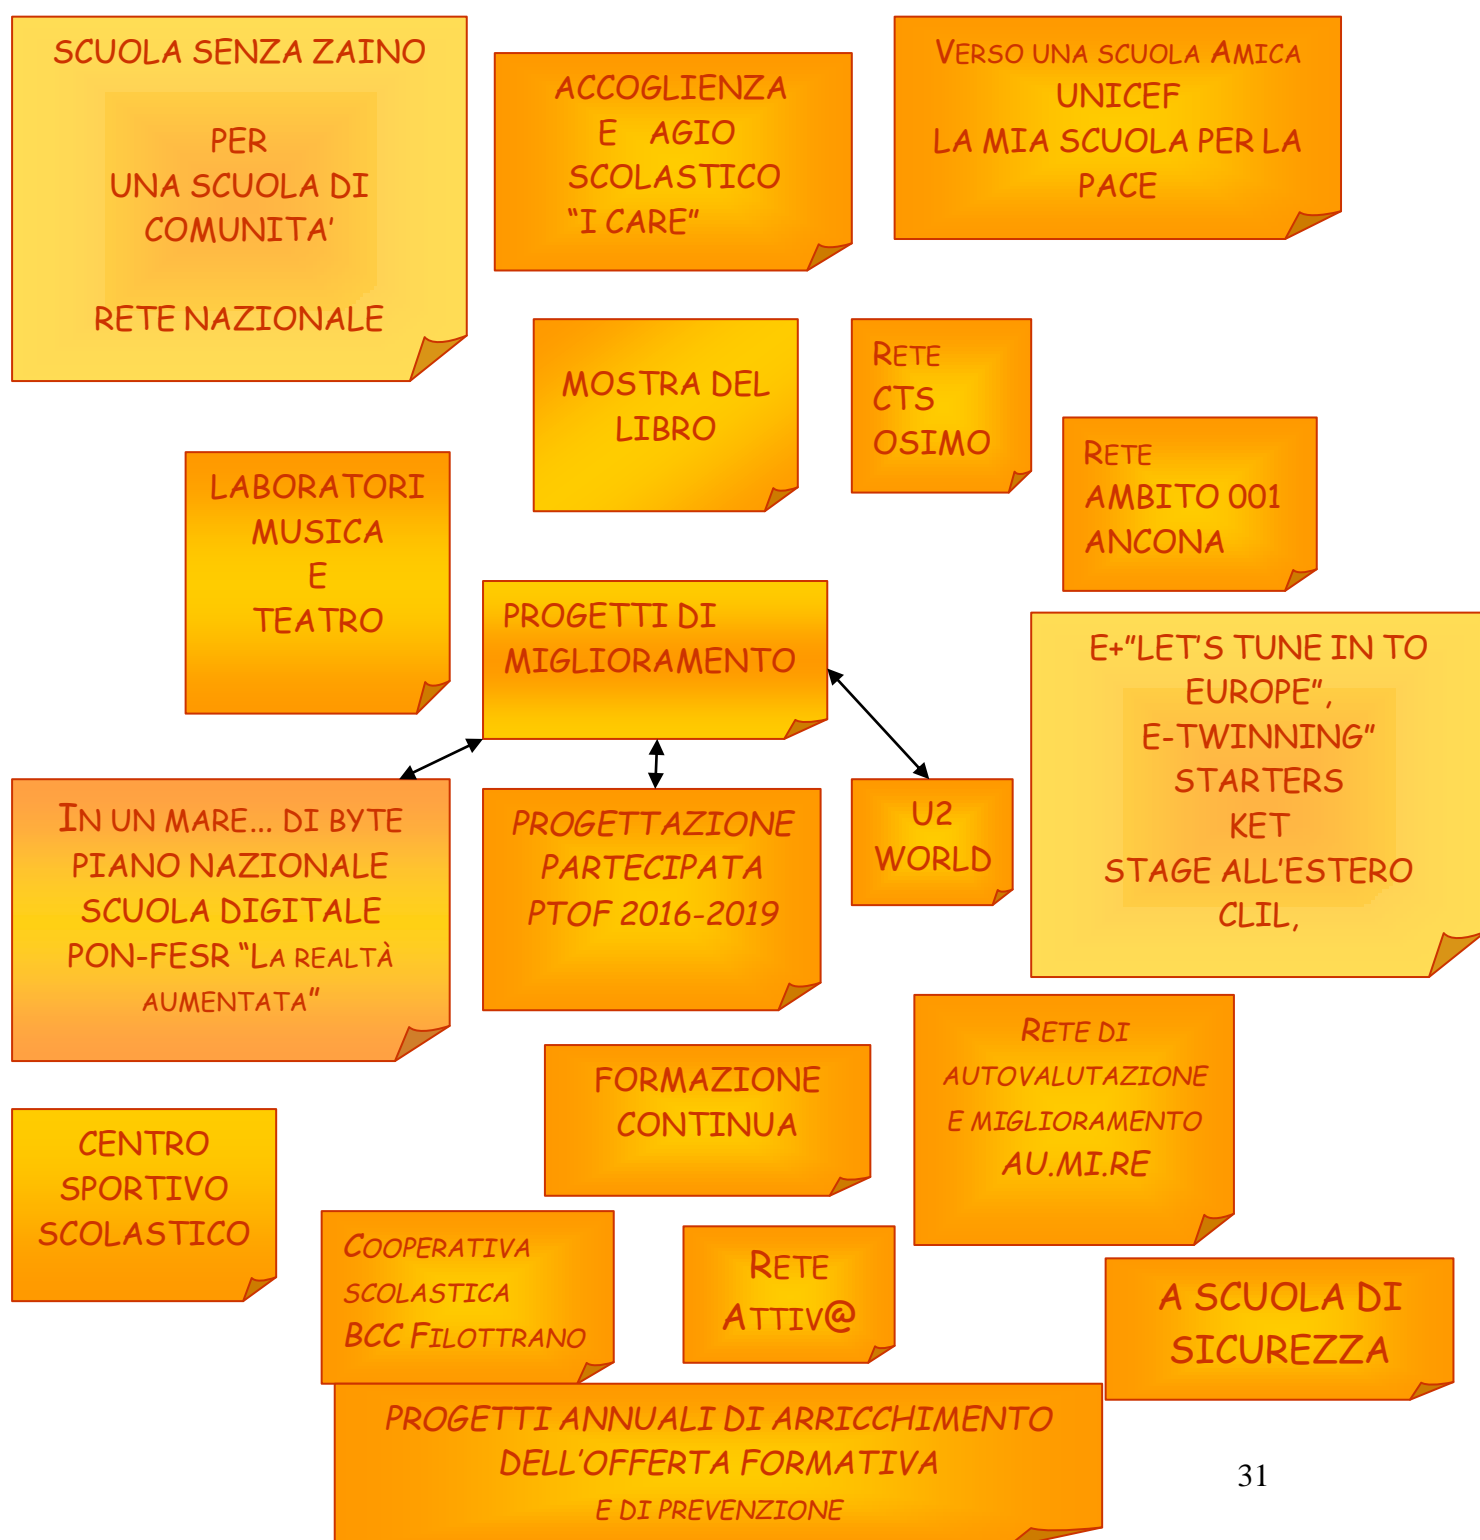 SCUOLA SENZA ZAINO
PER
UNA SCUOLA DI
COMUNITA'
RETE NAZIONALE
ACCOGLIENZA
E AGIO
SCOLASTICO
“I CARE”
VERSO UNA SCUOLA AMICA
UNICEF
LA MIA SCUOLA PER LA
PACE
MOSTRA DEL
LIBRO
RETE
CTS
OSIMO
RETE
AMBITO 001
ANCONA
LABORATORI
MUSICA
E
TEATRO
PROGETTI DI
MIGLIORAMENTO
E+”LET’S TUNE IN TO
EUROPE”,
E-TWINNING”
STARTERS
KET
STAGE ALL’ESTERO
CLIL,
IN UN MARE... DI BYTE
PIANO NAZIONALE
SCUOLA DIGITALE
PON-FESR “LA REALTÀ
AUMENTATA”
PROGETTAZIONE
PARTECIPATA
PTOF 2016-2019
U2
WORLD
RETE DI
AUTOVALUTAZIONE
E MIGLIORAMENTO
AU.MI.RE
FORMAZIONE
CONTINUA
CENTRO
SPORTIVO
SCOLASTICO
COOPERATIVA
SCOLASTICA
BCC FILOTTRANO
RETE
ATTIV@
A SCUOLA DI
SICUREZZA
PROGETTI ANNUALI DI ARRICCHIMENTO
DELL’OFFERTA FORMATIVA
E DI PREVENZIONE
31